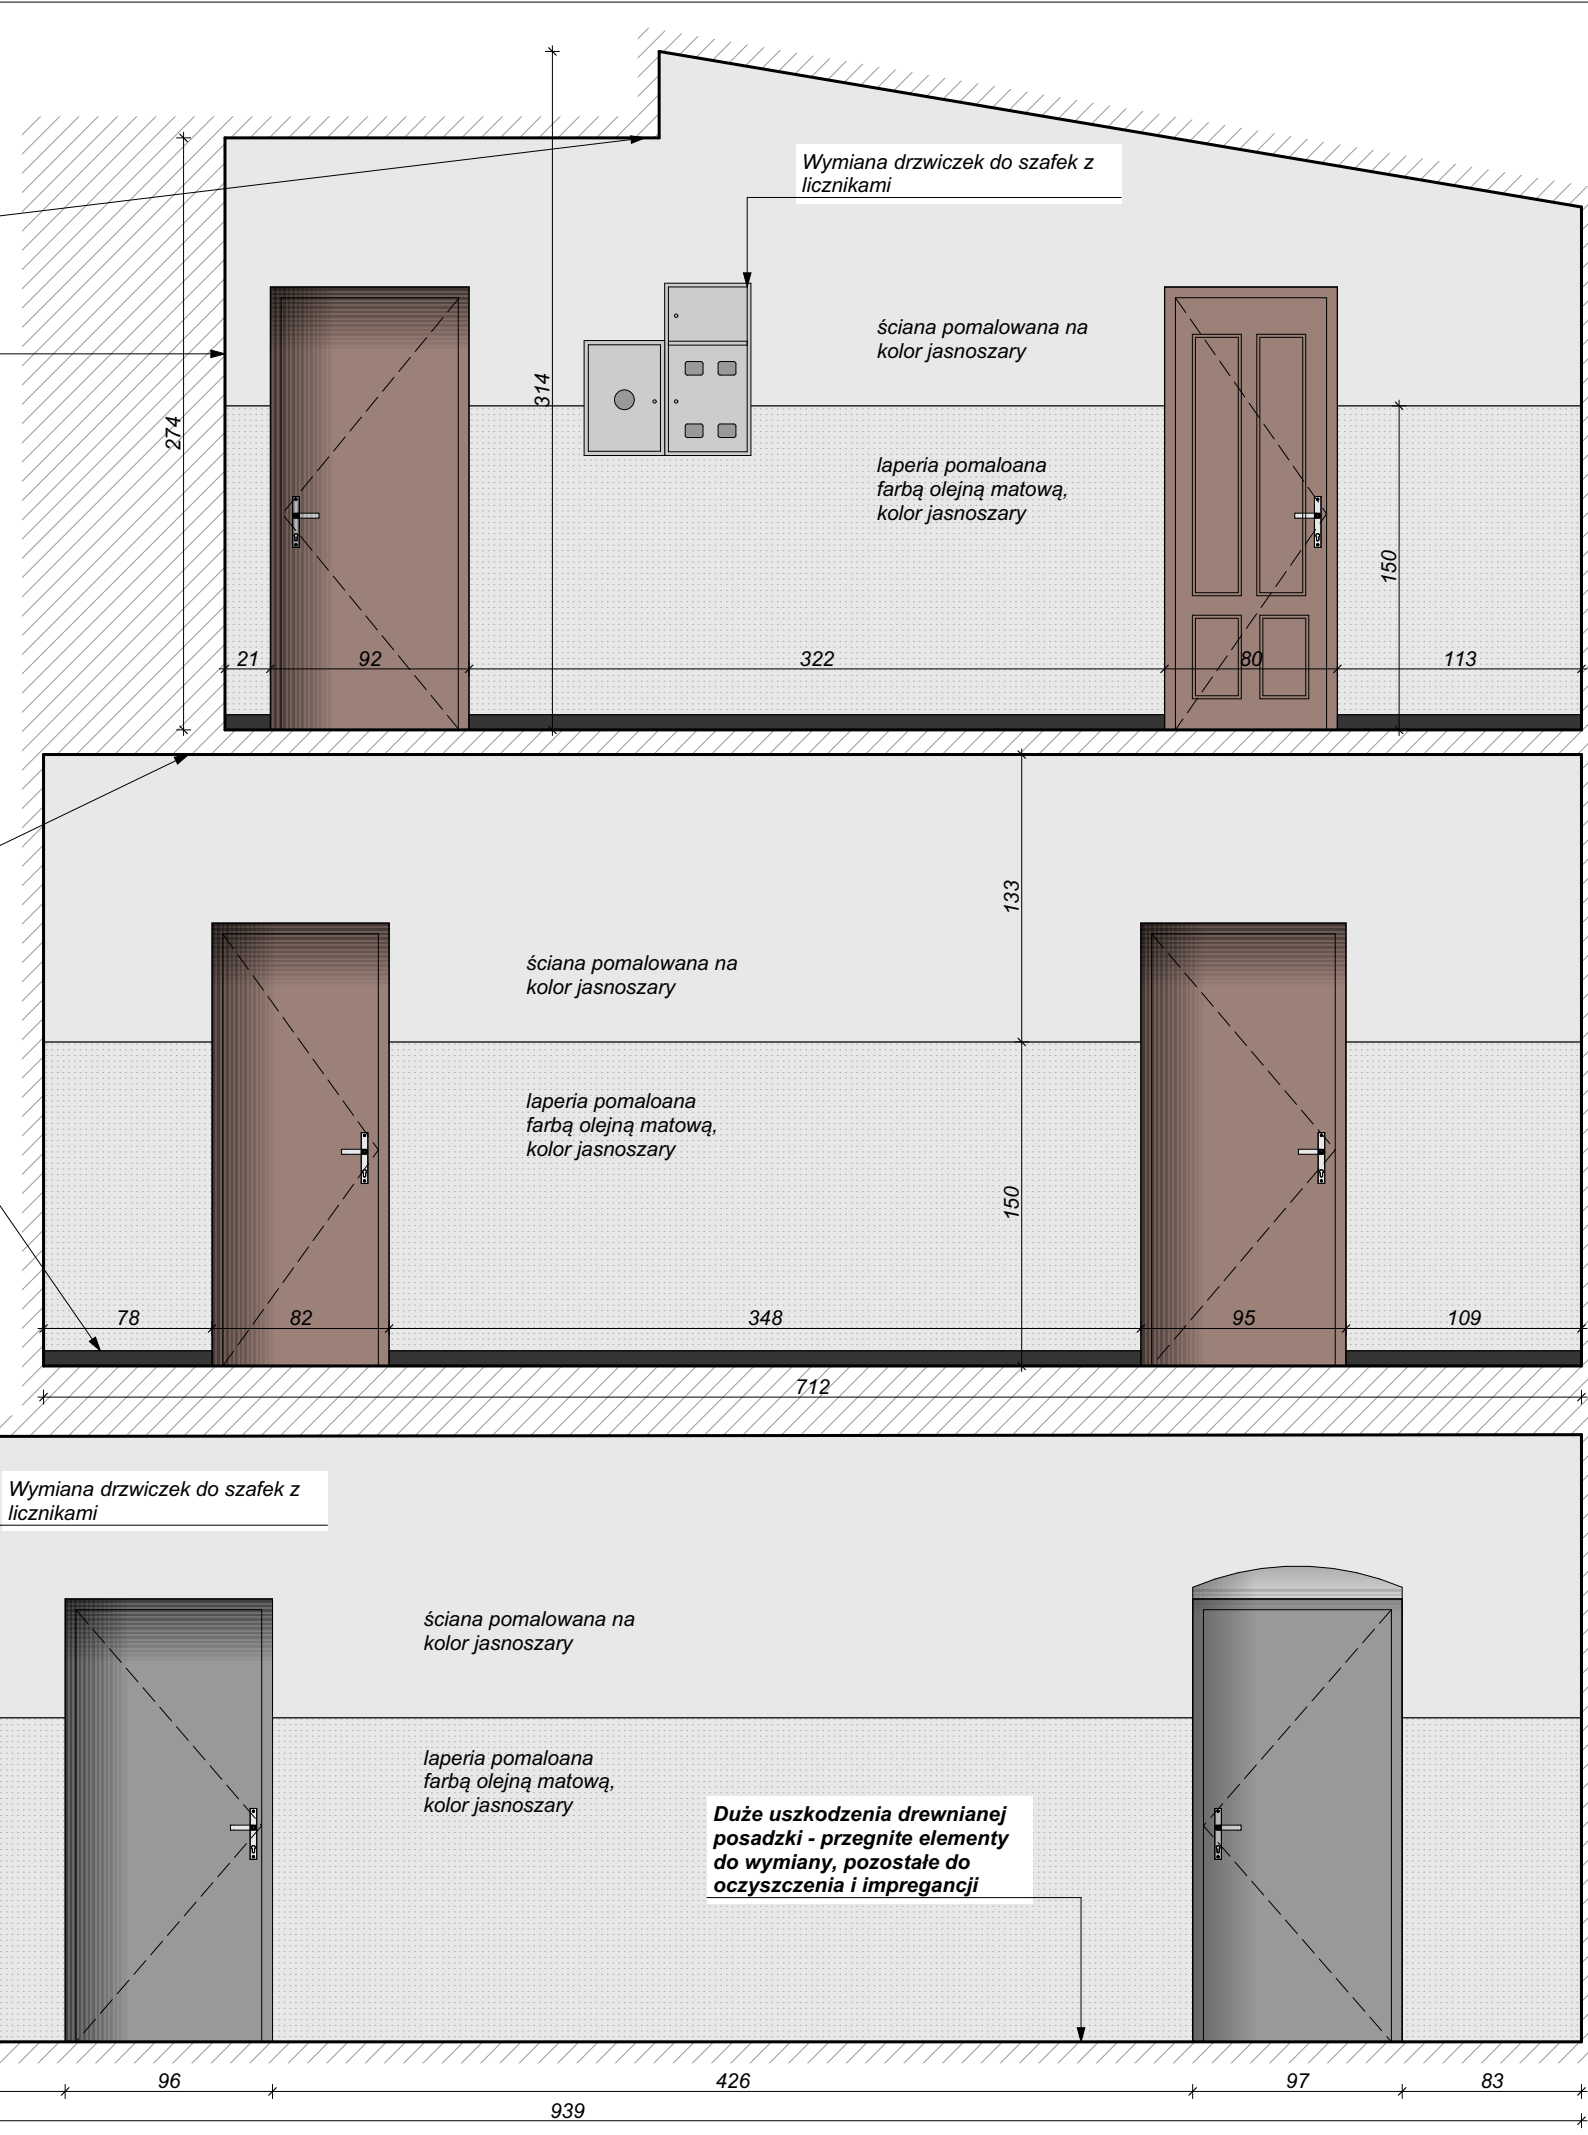 Wymiana drzwiczek do szafek z
licznikami
ściana pomalowana na
kolor jasnoszary
314
274
laperia pomaloana
farbą olejną matową,
kolor jasnoszary
150
21
92
322
80
113
133
ściana pomalowana na
kolor jasnoszary
laperia pomaloana
farbą olejną matową,
kolor jasnoszary
150
78
82
348
95
109
712
Wymiana drzwiczek do szafek z
licznikami
ściana pomalowana na
kolor jasnoszary
laperia pomaloana
farbą olejną matową,
kolor jasnoszary
Duże uszkodzenia drewnianej
posadzki - przegnite elementy
do wymiany, pozostałe do
oczyszczenia i impregancji
96
426
97
83
939